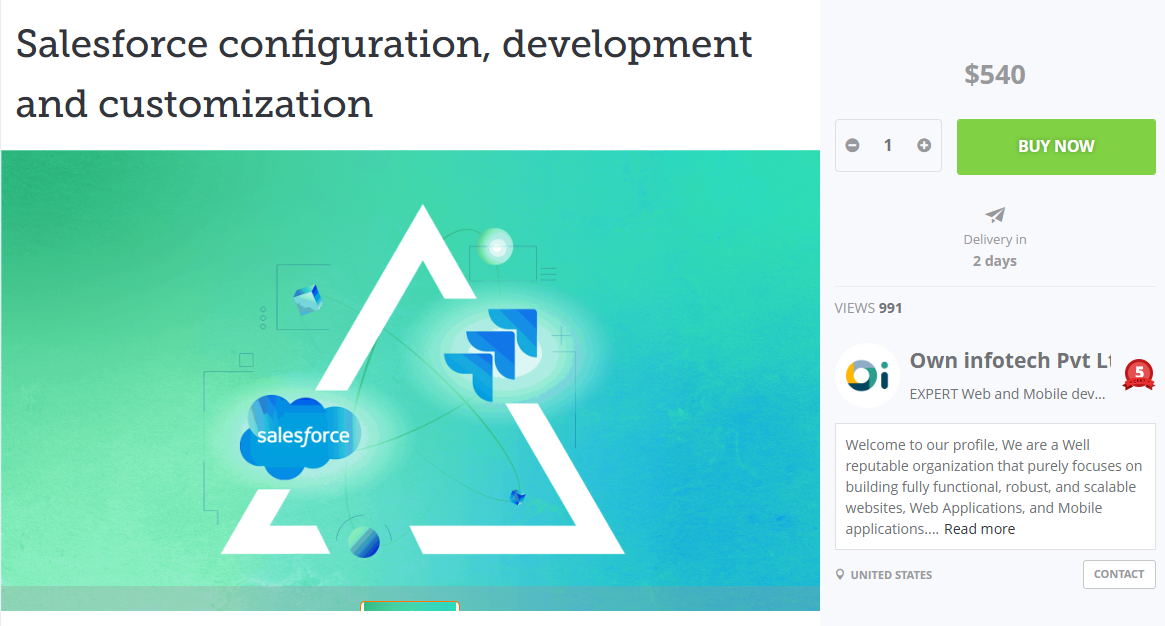 Salesforce configuration, development
and customization
$540
1
BUY NOW
Delivery in
2 days
VIEWS 991
Own infotech Pvt Lt
5
EXPERT Web and Mobile dev...
salesforce
Welcome to our profile, We are a Well
reputable organization that purely focuses on
building fully functional, robust, and scalable
websites, Web Applications, and Mobile
applications.... Read more
UNITED STATES
CONTACT